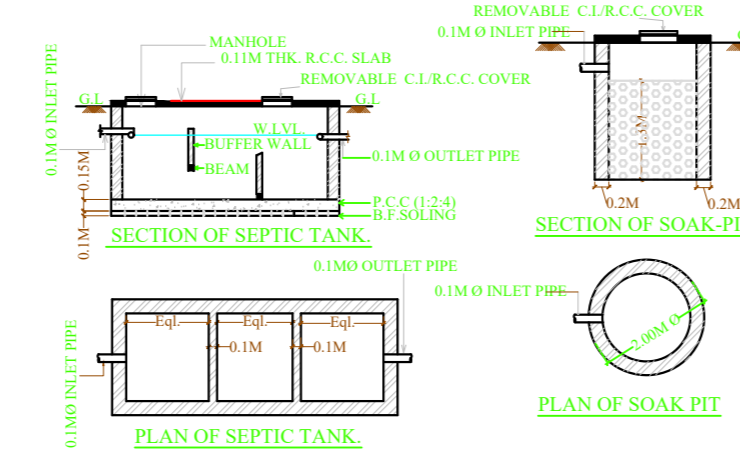 REMOVABLE C.I./R.C.C. COVER
0.1M Ø INLET PIPE
MANHOLE
0.11M THK. R.C.C. SLAB
REMOVABLE C.I./R.C.C. COVER
G.L
G.L
0.1M Ø INLET PIPE
W.LVL.
BUFFER WALL
BEAM
0.1M Ø OUTLET PIPE
0.15M
0.1M
P.C.C (1:2:4)
B.F.SOLING
SECTION OF SEPTIC TANK.
1.5M
0.2M
0.2M
SECTION OF SOAK-PI
0.1MØ OUTLET PIPE
0.1MØ INLET PIPE
Eql.
Eql.
Eql.
0.1M
0.1M
PLAN OF SEPTIC TANK.
0.1M Ø INLET PIPE
2.00M Ø
PLAN OF SOAK PIT